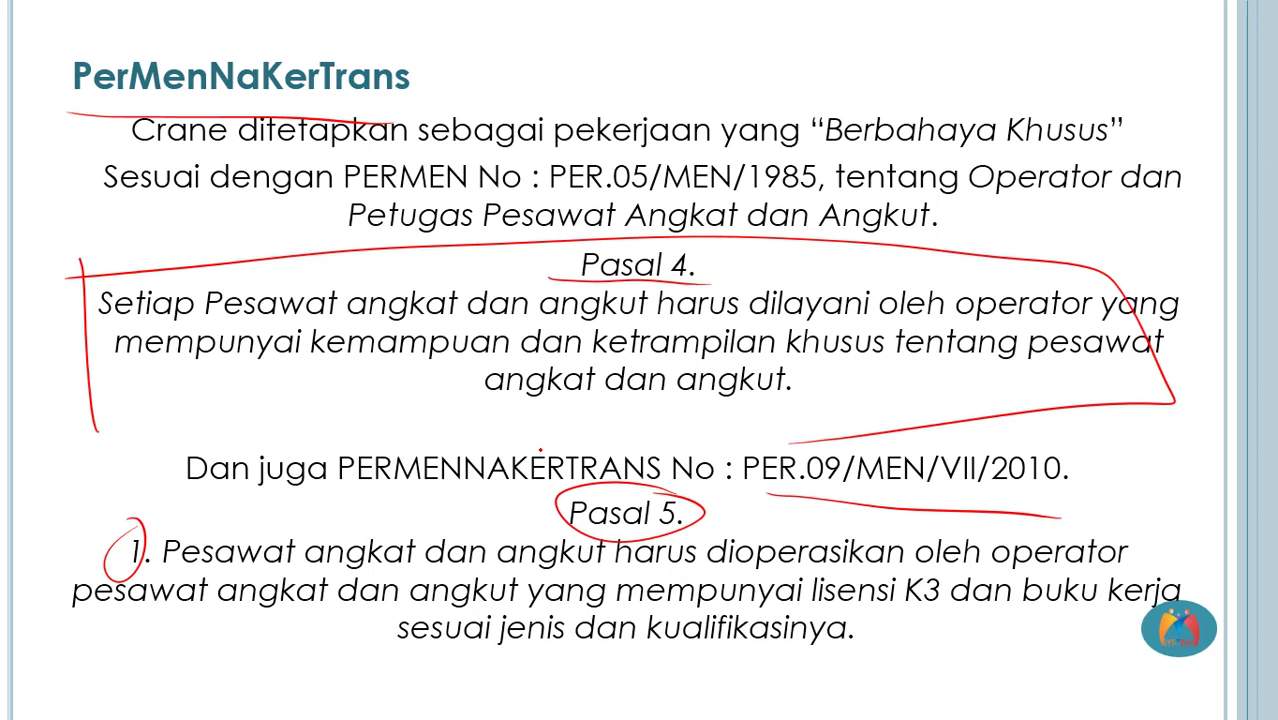 PerMenNaKerTrans
Crane ditetapkan sebagai pekerjaan yang “Berbahaya Khusus”
Sesuai dengan PERMEN No : PER.05/MEN/1985, tentang Operator dan
Petugas Pesawat Angkat dan Angkut.
Pasal 4.
Setiap Pesawat angkat dan angkut harus dilayani oleh operator yang
mempunyai kemampuan dan ketrampilan khusus tentang pesawat
angkat dan angkut.
Dan juga PERMENNAKERTRANS No : PER.09/MEN/VII/2010.
Pasal 5.
1. Pesawat angkat dan angkut harus dioperasikan oleh operator
pesawat angkat dan angkut yang mempunyai lisensi K3 dan buku kerja
sesuai jenis dan kualifikasinya.